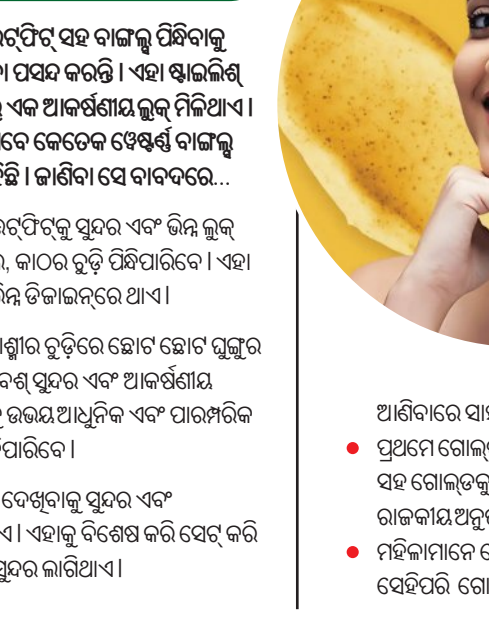 ଟ୍‌ଫିଟ୍ ସହ ବାଙ୍ଗଲ୍ସ ପିନ୍ଧିବାକୁ
ପସନ୍ଦ କରନ୍ତି । ଏହା ଷ୍ଟାଇଲିଶ୍
ଏକ ଆକର୍ଷଣୀୟ ଲୁକ୍ ମିଳିଥାଏ ।
ବେ କେତେକ ୱେଷ୍ଟର୍ଣ୍ଣ ବାଙ୍ଗଲ୍ସ
ଛି । ଜାଣିବା ସେ ବାବଦରେ...
ଟ୍‌ଫିଟ୍‌କୁ ସୁନ୍ଦର ଏବଂ ଭିନ୍ନ ଲୁକ୍
, କାଠର ଚୁଡ଼ି ପିନ୍ଧିପାରିବେ । ଏହା
ଭିନ୍ନ ଡିଜାଇନ୍‌ରେ ଥାଏ ।
ଶ୍ମୀର ଚୁଡ଼ିରେ ଛୋଟ ଛୋଟ ଘୁଙ୍ଗୁର
ବେଶ୍ ସୁନ୍ଦର ଏବଂ ଆକର୍ଷଣୀୟ
ଉଭୟ ଆଧୁନିକ ଏବଂ ପାରମ୍ପରିକ
ପାରିବେ ।
ଦେଖିବାକୁ ସୁନ୍ଦର ଏବଂ
ଏ । ଏହାକୁ ବିଶେଷ କରି ସେଟ୍ କରି
ସୁନ୍ଦର ଲାଗିଥାଏ ।
ଆଣିବାରେ ସା
• ପ୍ରଥମେ ଗୋଲ୍
ସହ ଗୋଲ୍ଡକୁ
ରାଜକୀୟ ଅନୁ
• ମହିଳାମାନେ
ସେହିପରି ଗୋ